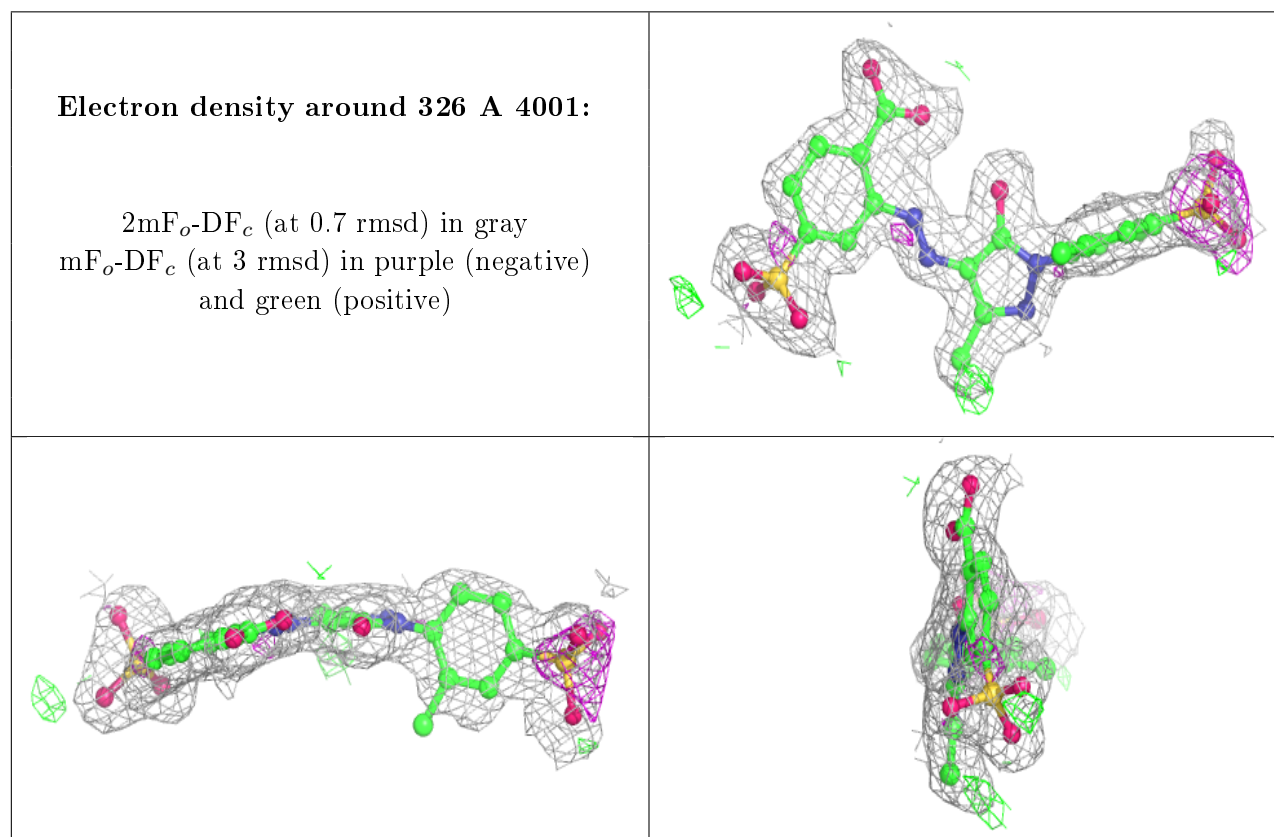 Electron density around 326 A 4001:
2mFo-DFc (at 0.7 rmsd) in gray
mFo-DFc (at 3 rmsd) in purple (negative)
and green (positive)